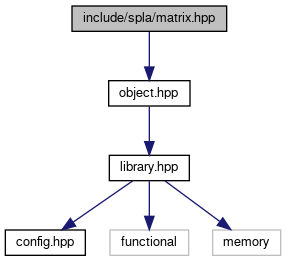 include/spla/matrix.hpp
object.hpp
library.hpp
config.hpp
functional
memory